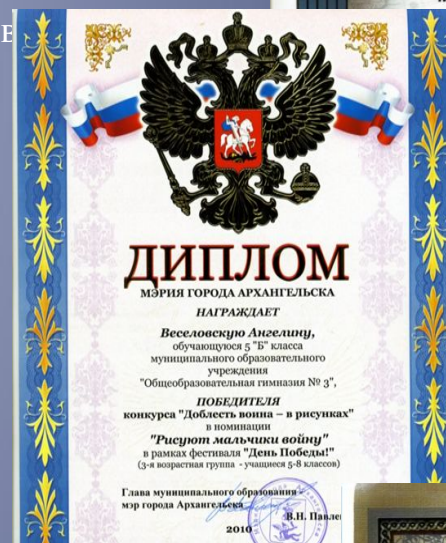 В
ДИПЛОМ
МЭРИЯ ГОРОДА АРХАНГЕЛЬСКА
НАГРАЖДАЕТ
Веселовскую Ангелину,
обучающуюся 5 "Б" класса
муниципального образовательного
учреждения
"Общеобразовательная гимназия № 3",
ПОБЕДИТЕЛЯ
конкурса "Доблесть воина – в рисунках"
в номинации
"Рисуют мальчики войну"
в рамках фестиваля "День Победы!"
(3-я возрастная группа - учащиеся 5-8 классов)
Глава муниципального образования -
мэр города Архангельска
В.Н. Павле
2010